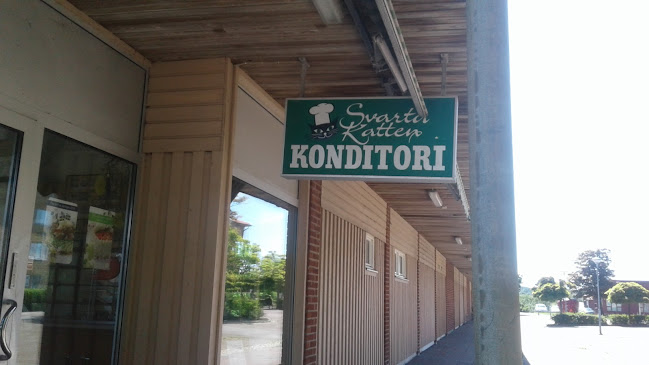 Svarta
Katten
KONDITORI